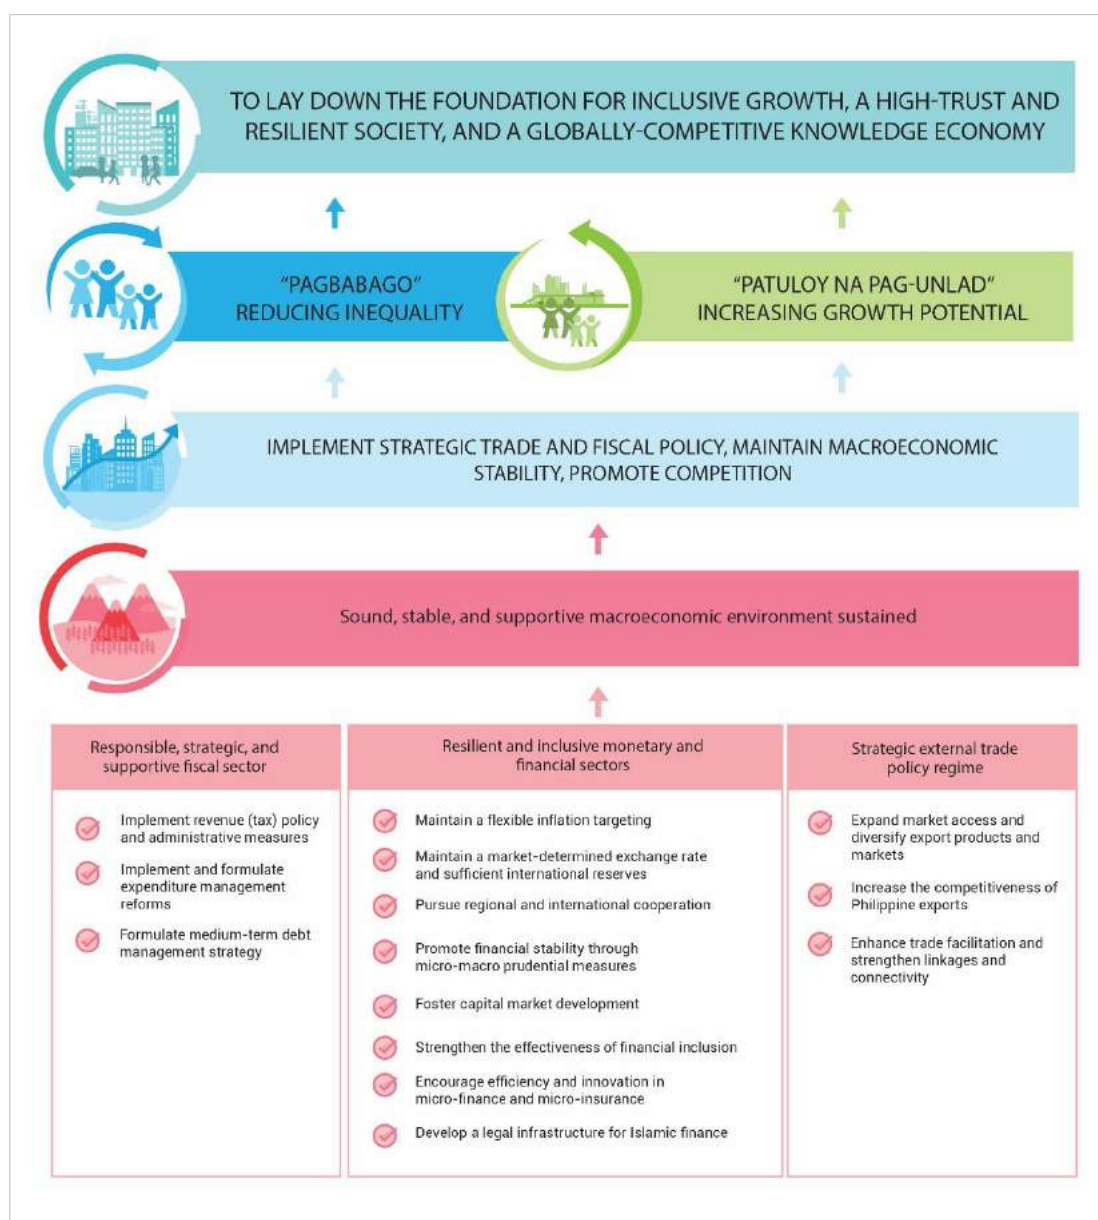 TO LAY DOWN THE FOUNDATION FOR INCLUSIVE GROWTH, A HIGH-TRUST AND
RESILIENT SOCIETY, AND A GLOBALLY-COMPETITIVE KNOWLEDGE ECONOMY
“PAGBABAGO”
REDUCING INEQUALITY
“PATULOY NA PAG-UNLAD”
INCREASING GROWTH POTENTIAL
IMPLEMENT STRATEGIC TRADE AND FISCAL POLICY, MAINTAIN MACROECONOMIC
STABILITY, PROMOTE COMPETITION
Sound, stable, and supportive macroeconomic environment sustained
Responsible, strategic, and
supportive fiscal sector
Implement revenue (tax) policy
and administrative measures
Implement and formulate
expenditure management
reforms
Formulate medium-term debt
management strategy
Resilient and inclusive monetary and
financial sectors
Maintain a flexible inflation targeting
Maintain a market-determined exchange rate
and sufficient international reserves
Pursue regional and international cooperation
Promote financial stability through
micro-macro prudential measures
Foster capital market development
Strengthen the effectiveness of financial inclusion
Encourage efficiency and innovation in
micro-finance and micro-insurance
Develop a legal infrastructure for Islamic finance
Strategic external trade
policy regime
Expand market access and
diversify export products and
markets
Increase the competitiveness of
Philippine exports
Enhance trade facilitation and
strengthen linkages and
connectivity